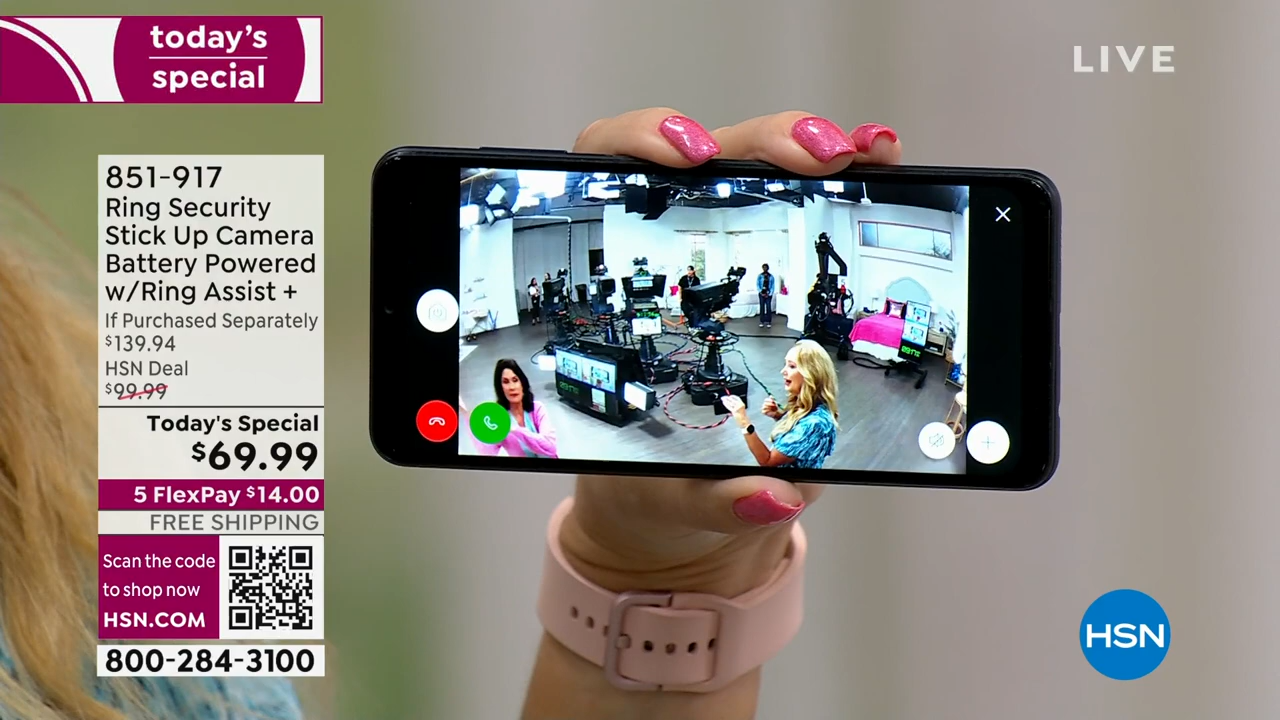 today's
special
LIVE
851-917
Ring Security
Stick Up Camera
Battery Powered
w/Ring Assist +
If Purchased Separately
$139.94
HSN Deal
$99.99
Today's Special
$69.99
5 FlexPay $14.00
FREE SHIPPING
Scan the code
to shop now
HSN.COM
800-284-3100
HSN